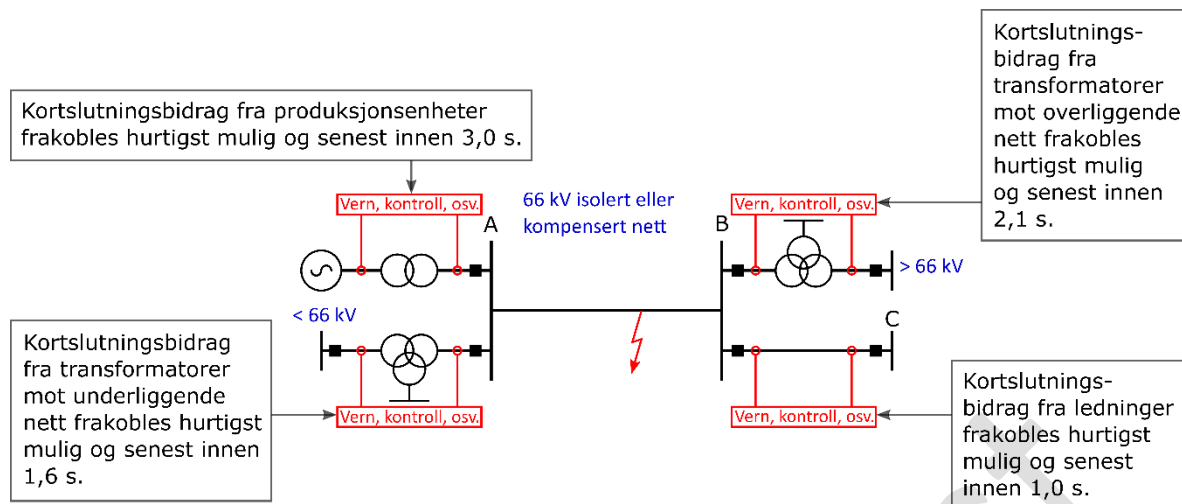 Kortslutnings-
bidrag fra
transformatorer
mot overliggende
nett frakobles
hurtigst mulig
og senest innen
2,1 s.
Kortslutningsbidrag fra produksjonsenheter
frakobles hurtigst mulig og senest innen 3,0 s.
Vern, kontroll, osv.
66 kV isolert eller
kompensert nett
Vern, kontroll, osv.
A
B
> 66 kV
< 66 kV
C
Kortslutningsbidrag
fra transformatorer
mot underliggende
nett frakobles hurtigst
mulig og senest innen
1,6 s.
Vern, kontroll, osv.
Vern, kontroll, osv.
Kortslutnings-
bidrag fra ledninger
frakobles hurtigst
mulig og senest
innen 1,0 s.